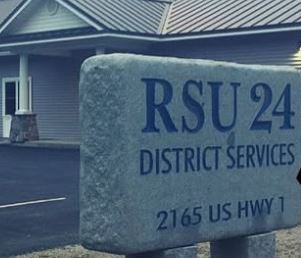 RSU 24
DISTRICT SERVICES
2165 US HWY 1